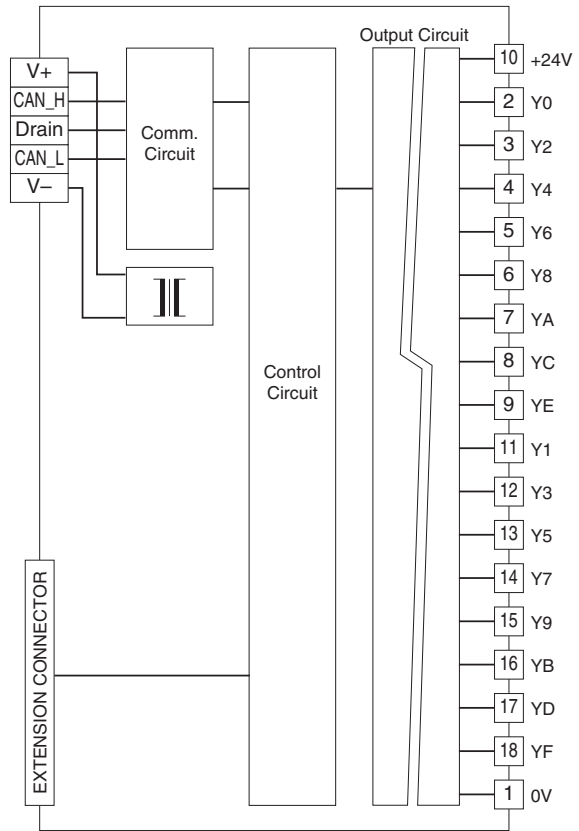 Output Circuit
V+
CAN_H
Drain
CAN_L
V–
Comm.
Circuit
Control
Circuit
EXTENSION CONNECTOR
10 +24V
2 Y0
3 Y2
4 Y4
5 Y6
6 Y8
7 YA
8 YC
9 YE
11 Y1
12 Y3
13 Y5
14 Y7
15 Y9
16 YB
17 YD
18 YF
1 0V